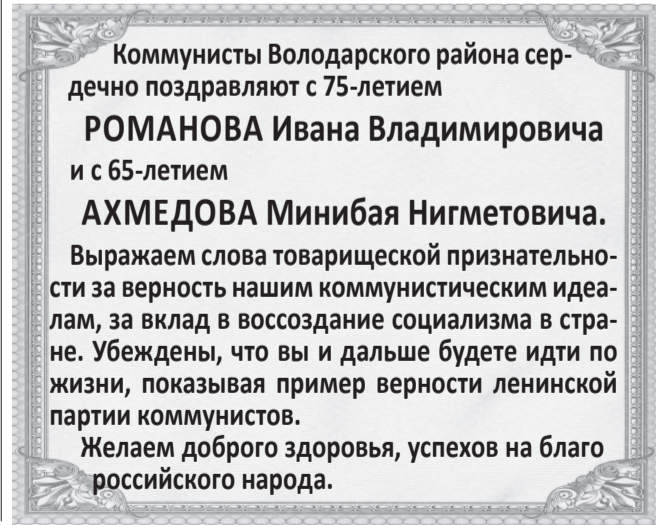 Коммунисты Володарского района сер-
дечно поздравляют с 75-летием
РОМАНОВА Ивана Владимировича
и с 65-летием
АХМЕДОВА Минибая Нигметовича.
Выражаем слова товарищеской признательно-
сти за верность нашим коммунистическим идеа-
лам, за вклад в воссоздание социализма в стра-
не. Убеждены, что вы и дальше будете идти по
жизни, показывая пример верности ленинской
партии коммунистов.
Желаем доброго здоровья, успехов на благо
российского народа.